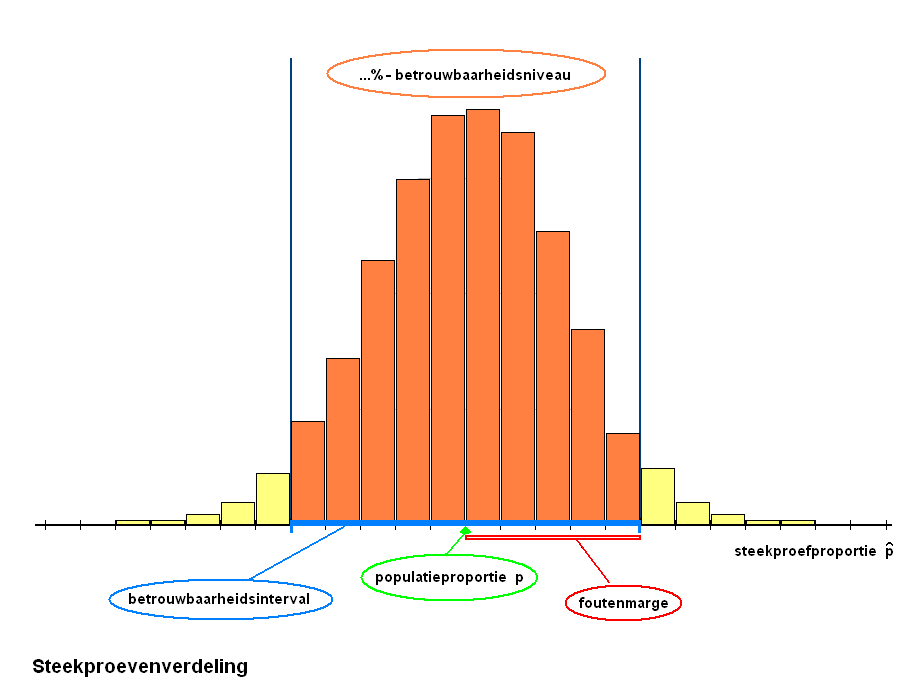 ...% - betrouwbaarheidsniveau
steekproefproportie p̂
populatieproportie p
betrouwbaarheidsinterval
foutenmarge
Steekproevenverdeling